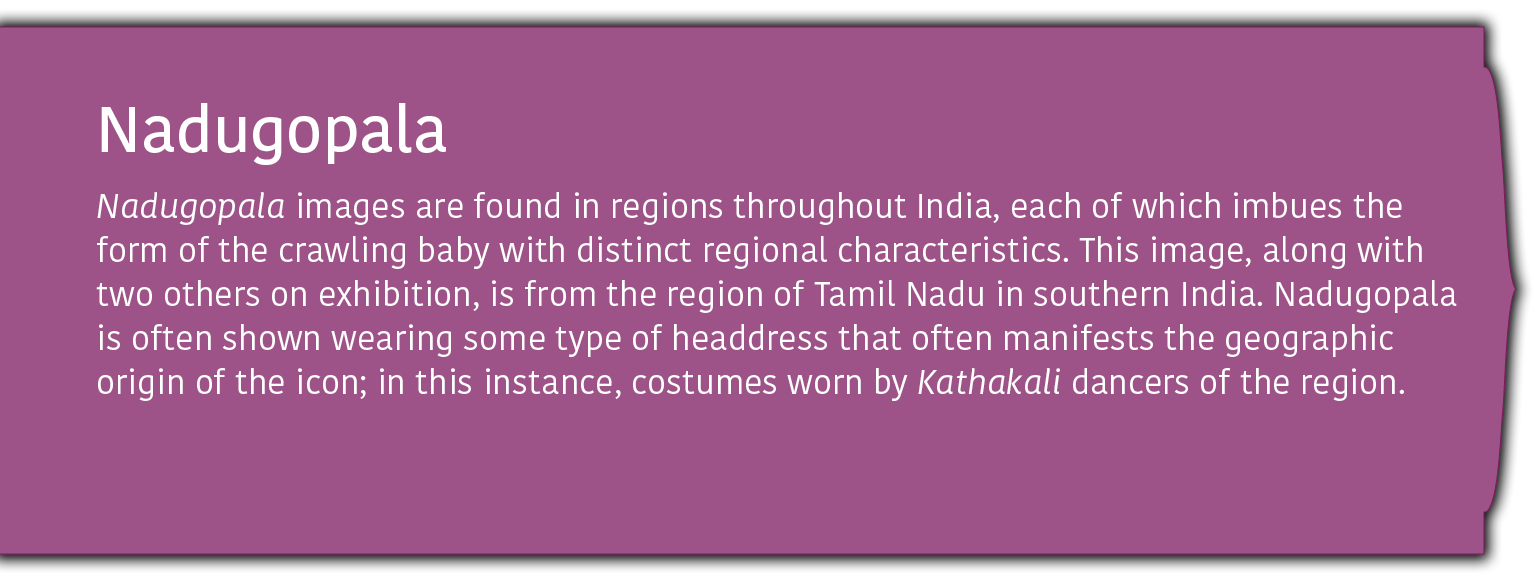 Nadugopala
Nadugopala images are found in regions throughout India, each of which imbues the
form of the crawling baby with distinct regional characteristics. This image, along with
two others on exhibition, is from the region of Tamil Nadu in southern India. Nadugopala
is often shown wearing some type of headdress that often manifests the geographic
origin of the icon; in this instance, costumes worn by Kathakali dancers of the region.